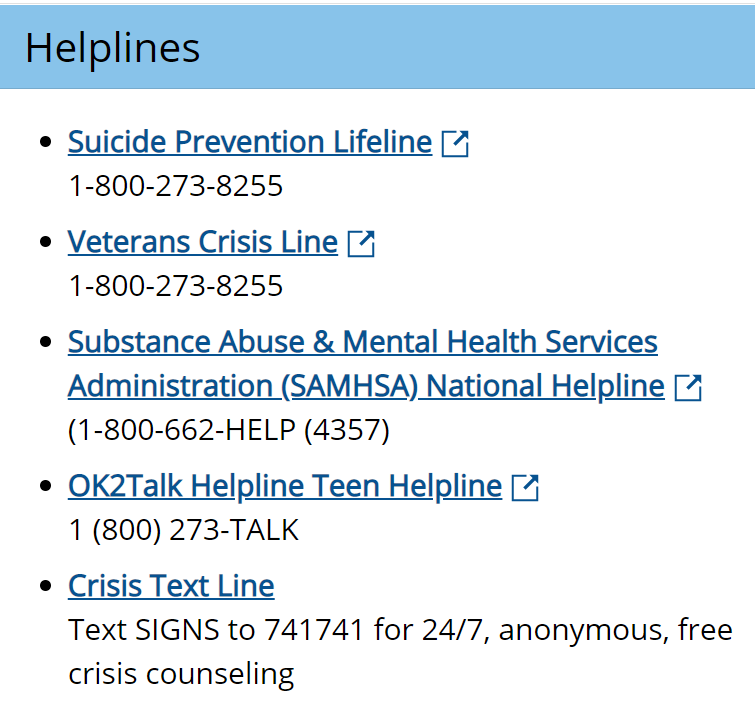 Helplines
• Suicide Prevention Lifeline
1-800-273-8255
• Veterans Crisis Line
1-800-273-8255
• Substance Abuse & Mental Health Services
Administration (SAMHSA) National Helpline
(1-800-662-HELP (4357)
• OK2Talk Helpline Teen Helpline
1 (800) 273-TALK
• Crisis Text Line
Text SIGNS to 741741 for 24/7, anonymous, free
crisis counseling